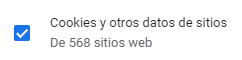 Cookies y otros datos de sitios
De 568 sitios web